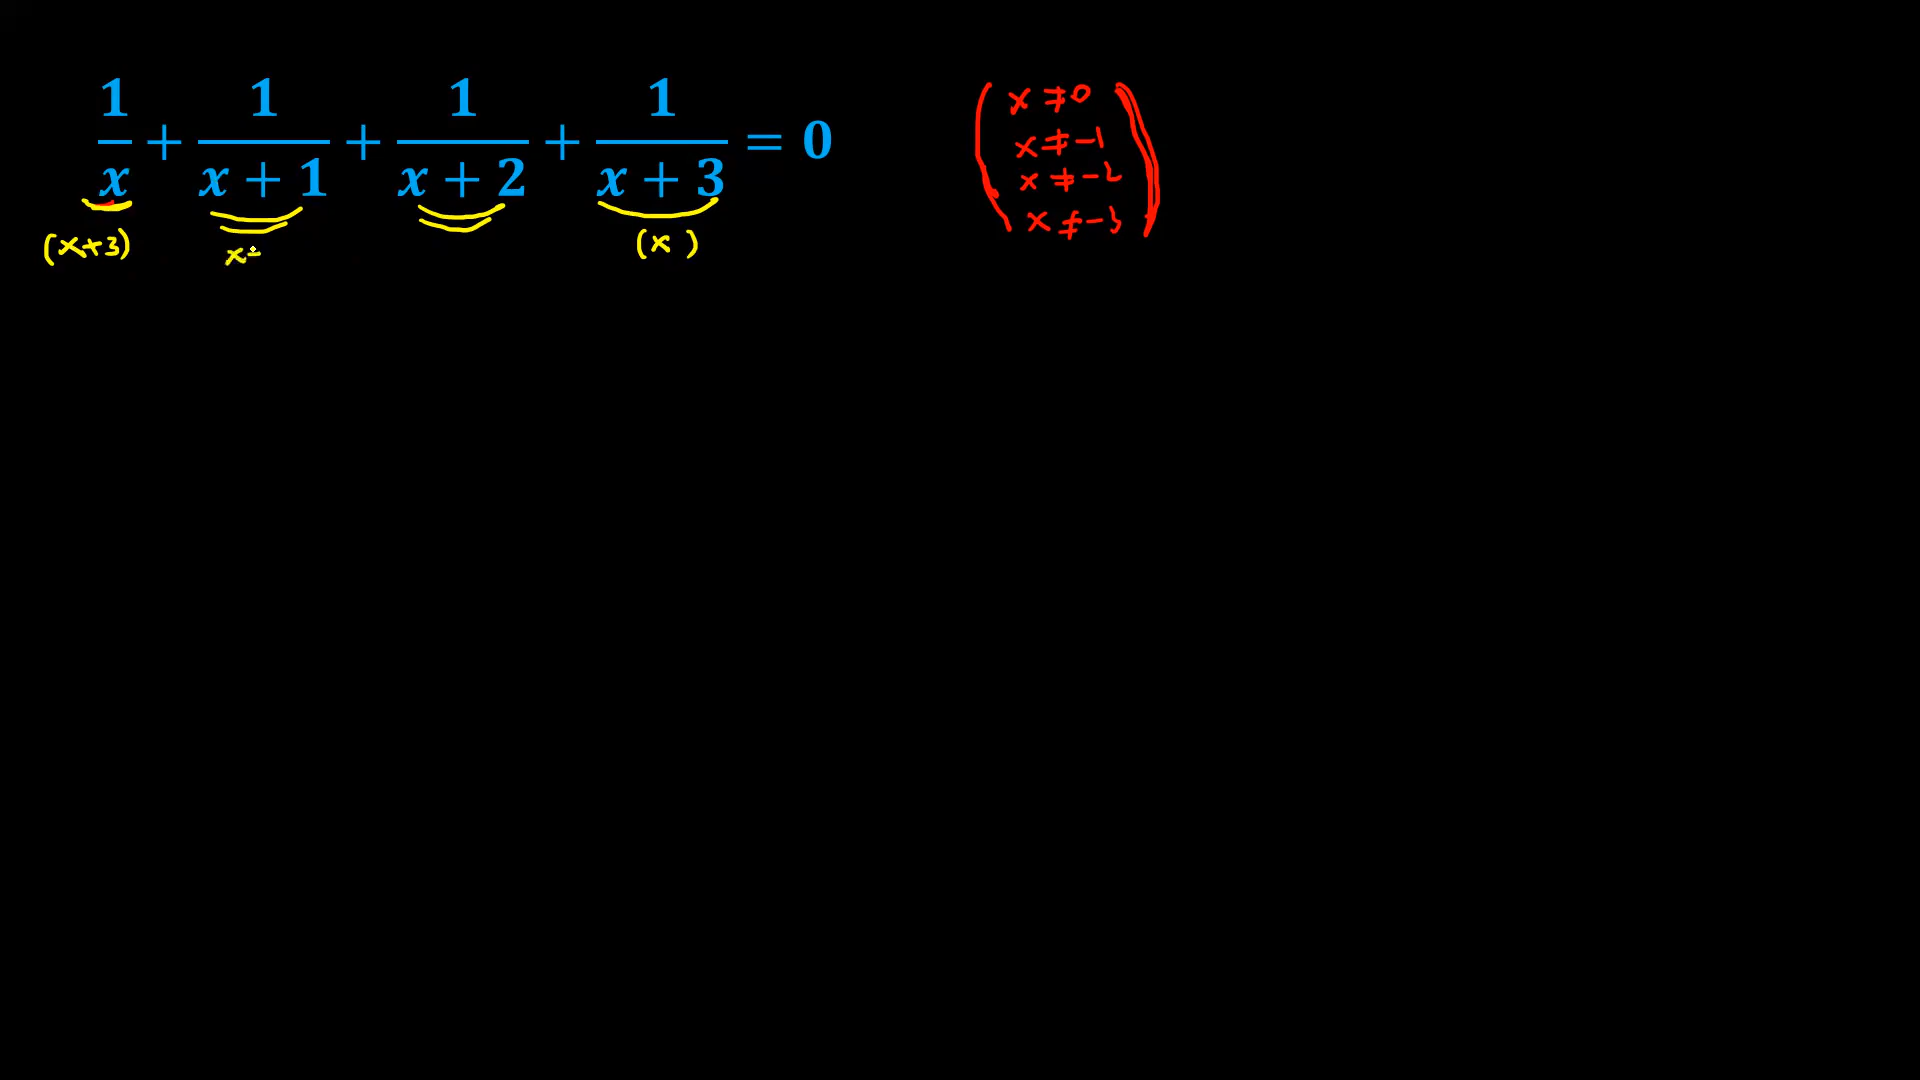 1/x + 1/(x + 1) + 1/(x + 2) + 1/(x + 3) = 0
(x+3)
x+
(x )
x ≠ 0
x ≠ -1
x ≠ -2
x ≠ -3